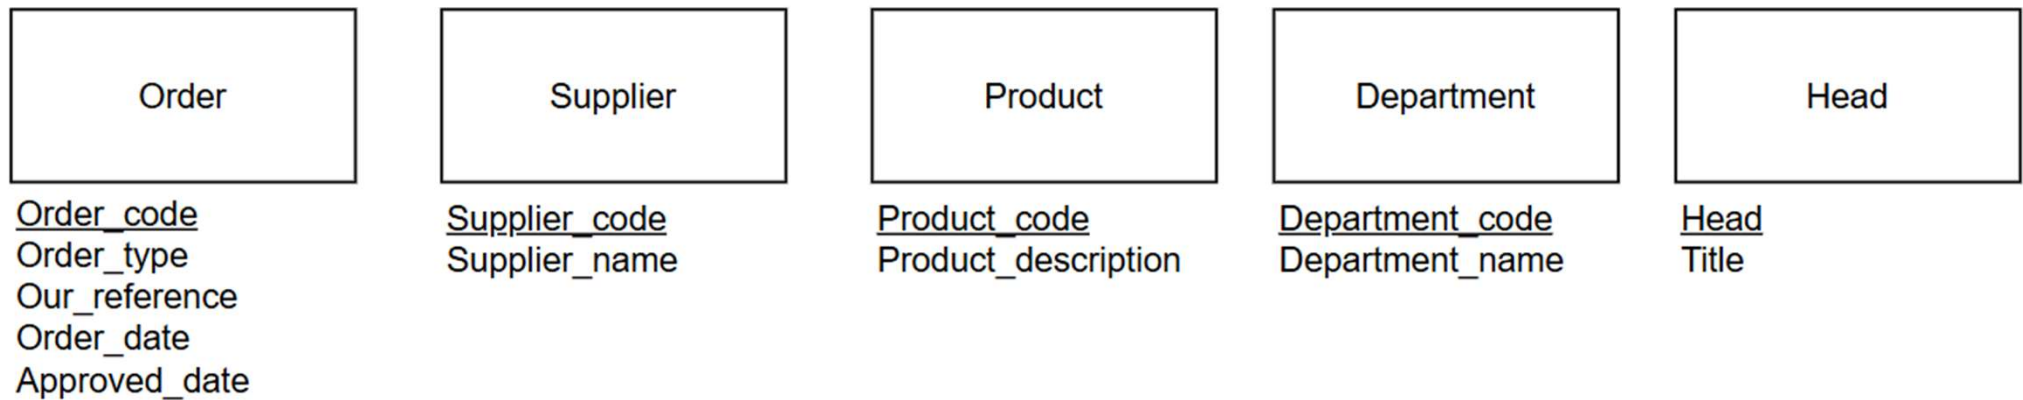 Order
Supplier
Product
Department
Head
Order_code
Order_type
Our_reference
Order_date
Approved_date
Supplier_code
Supplier_name
Product_code
Product_description
Department_code
Department_name
Head
Title